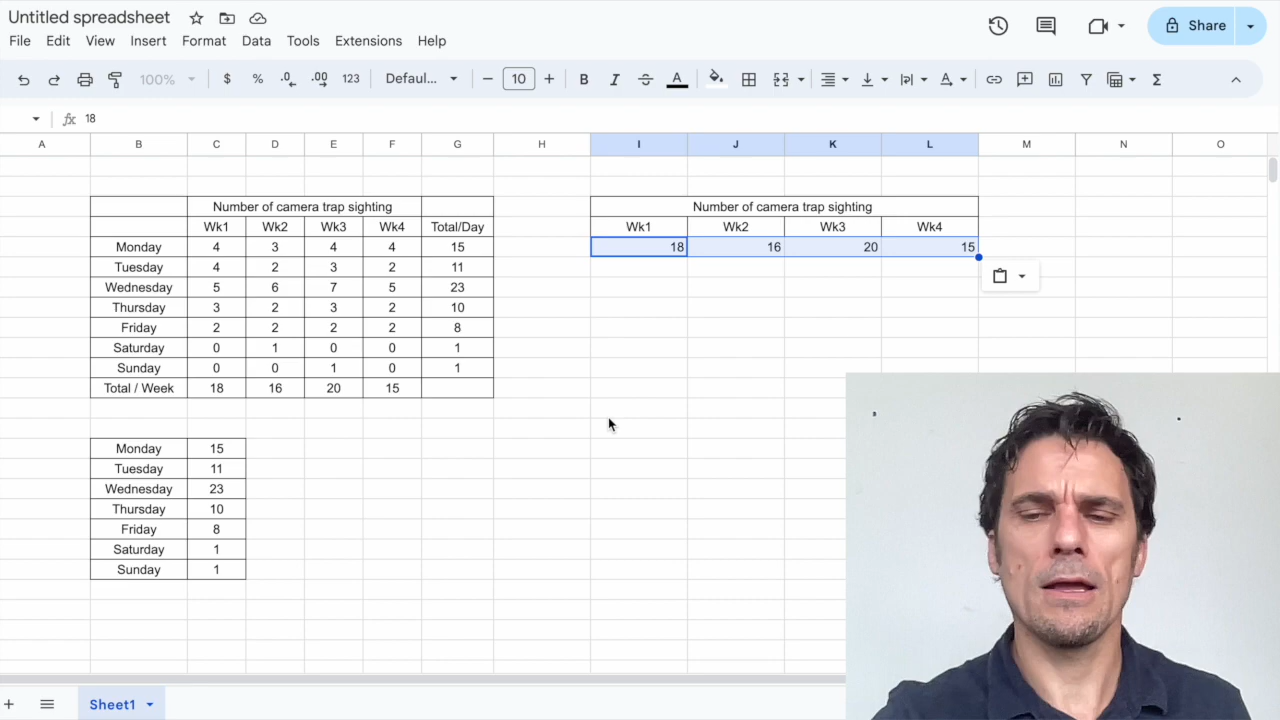 Untitled spreadsheet
File Edit View Insert Format Data Tools Extensions Help
Share
100% $ % .0 .00 123 Defaul... 10 B I A
fx 18
A B C D E F G H I J K L M N O
Number of camera trap sighting Number of camera trap sighting
Wk1 Wk2 Wk3 Wk4 Total/Day Wk1 Wk2 Wk3 Wk4
Monday 4 3 4 4 15 18 16 20 15
Tuesday 4 2 3 2 11
Wednesday 5 6 7 5 23
Thursday 3 2 3 2 10
Friday 2 2 2 2 8
Saturday 0 1 0 0 1
Sunday 0 0 1 0 1
Total / Week 18 16 20 15
Monday 15
Tuesday 11
Wednesday 23
Thursday 10
Friday 8
Saturday 1
Sunday 1
Sheet1